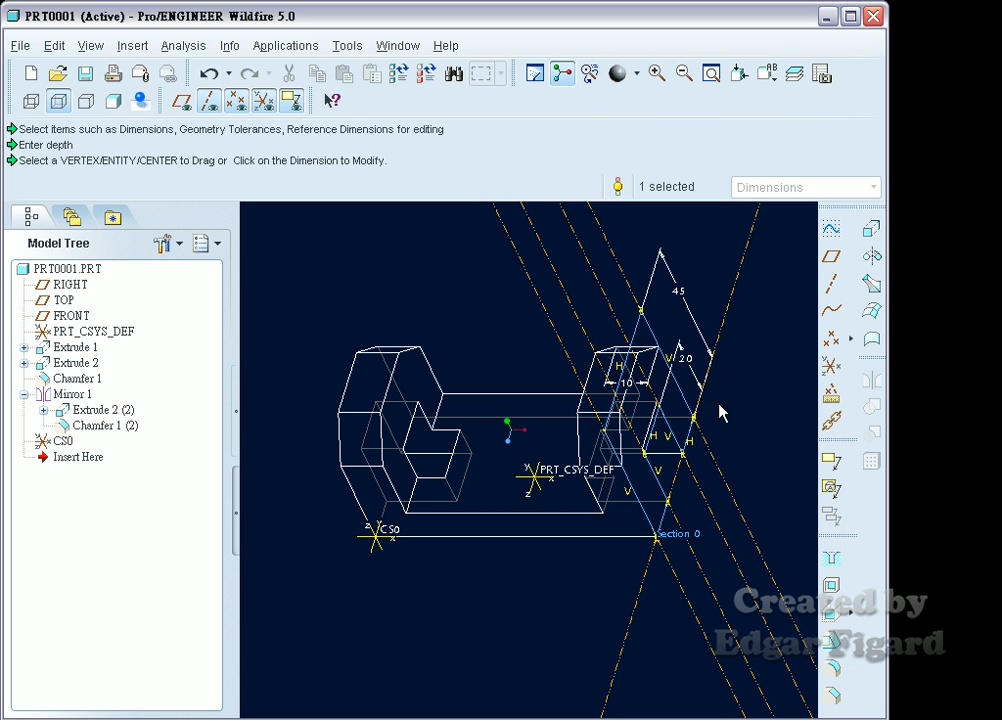 PRT0001 (Active) - Pro/ENGINEER Wildfire 5.0
File Edit View Insert Analysis Info Applications Tools Window Help
Select items such as Dimensions, Geometry Tolerances, Reference Dimensions for editing
Enter depth
Select a VERTEX/ENTITY/CENTER to Drag or Click on the Dimension to Modify.
1 selected
Dimensions
Model Tree
PRT0001.PRT
RIGHT
TOP
FRONT
PRT_CSYS_DEF
Extrude 1
Extrude 2
Chamfer 1
Mirror 1
Extrude 2 (2)
Chamfer 1 (2)
CS0
Insert Here
45
V 20
H
10
H V H
Y PRT_CSYS_DEF
x
z
V
V
z Y CS0
x
Section 0
Created by
Edgar Figard